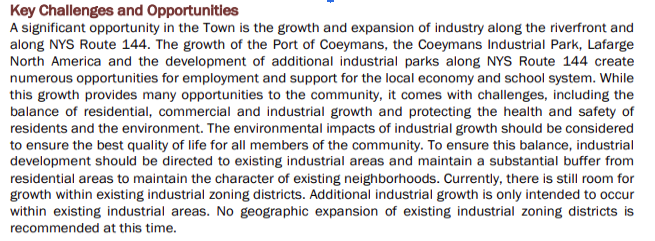 Key Challenges and Opportunities
A significant opportunity in the Town is the growth and expansion of industry along the riverfront and
along NYS Route 144. The growth of the Port of Coeymans, the Coeymans Industrial Park, Lafarge
North America and the development of additional industrial parks along NYS Route 144 create
numerous opportunities for employment and support for the local economy and school system. While
this growth provides many opportunities to the community, it comes with challenges, including the
balance of residential, commercial and industrial growth and protecting the health and safety of
residents and the environment. The environmental impacts of industrial growth should be considered
to ensure the best quality of life for all members of the community. To ensure this balance, industrial
development should be directed to existing industrial areas and maintain a substantial buffer from
residential areas to maintain the character of existing neighborhoods. Currently, there is still room for
growth within existing industrial zoning districts. Additional industrial growth is only intended to occur
within existing industrial areas. No geographic expansion of existing industrial zoning districts is
recommended at this time.